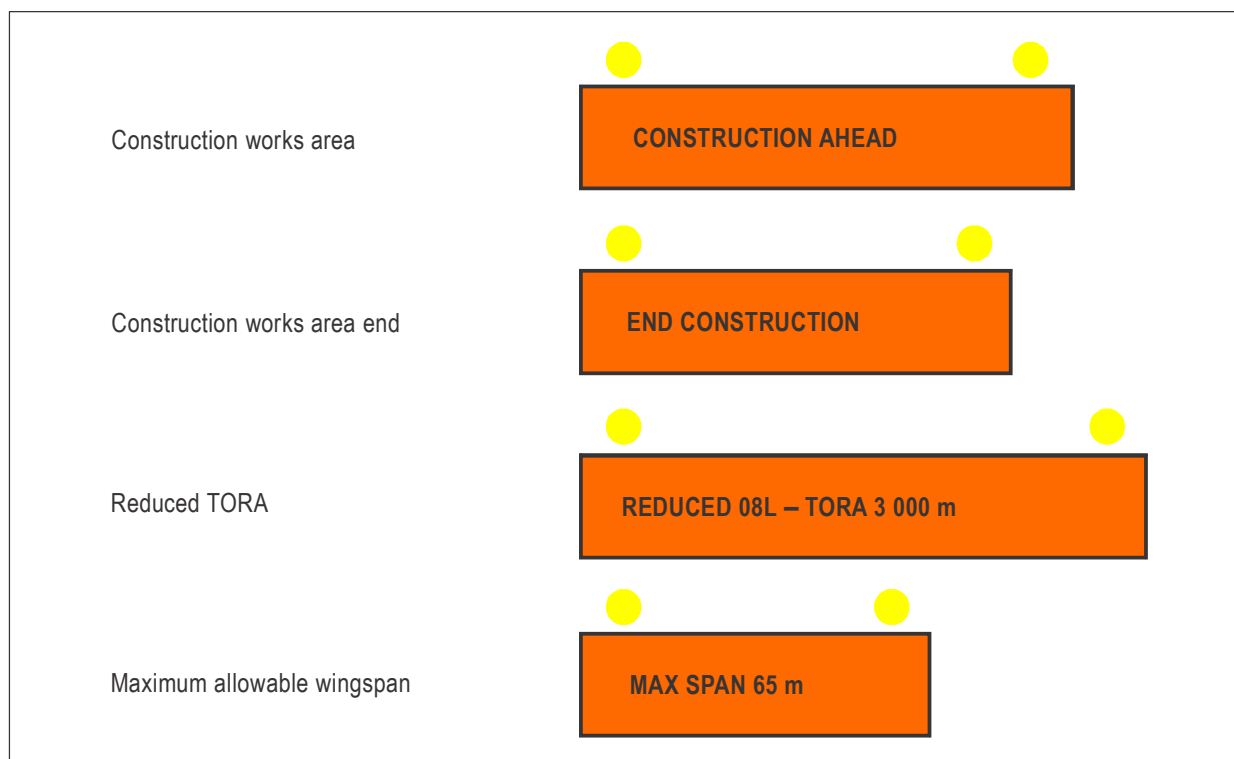 Construction works area
CONSTRUCTION AHEAD
Construction works area end
END CONSTRUCTION
Reduced TORA
REDUCED 08L – TORA 3 000 m
Maximum allowable wingspan
MAX SPAN 65 m